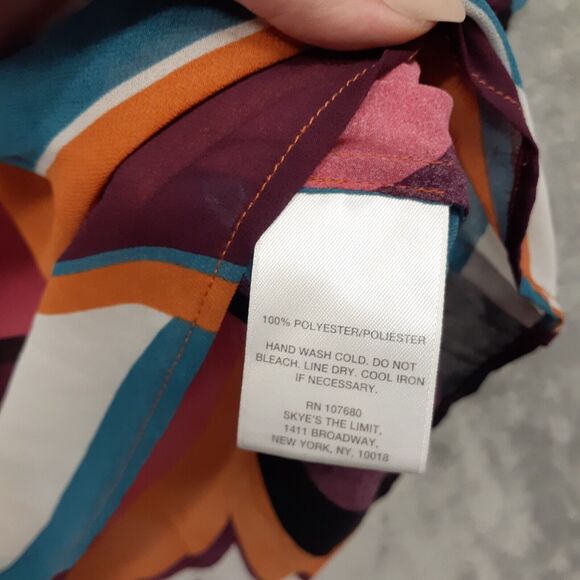 100% POLYESTER/POLIESTER
HAND WASH COLD. DO NOT
BLEACH. LINE DRY. COOL IRON
IF NECESSARY.
RN 107680
SKYE'S THE LIMIT,
1411 BROADWAY,
NEW YORK, NY, 10018